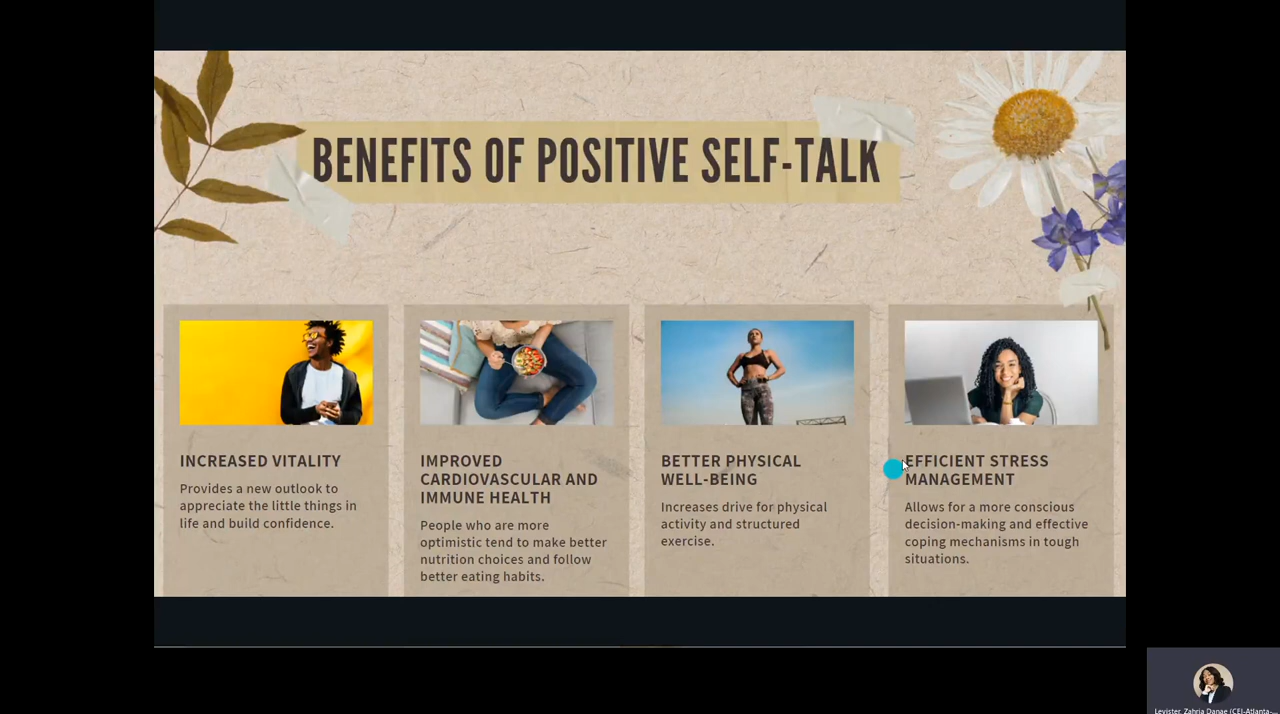 BENEFITS OF POSITIVE SELF-TALK
INCREASED VITALITY
Provides a new outlook to
appreciate the little things in
life and build confidence.
IMPROVED
CARDIOVASCULAR AND
IMMUNE HEALTH
People who are more
optimistic tend to make better
nutrition choices and follow
better eating habits.
BETTER PHYSICAL
WELL-BEING
Increases drive for physical
activity and structured
exercise.
EFFICIENT STRESS
MANAGEMENT
Allows for a more conscious
decision-making and effective
coping mechanisms in tough
situations.
Levister, Zahria Danae (CEI-Atlanta-...